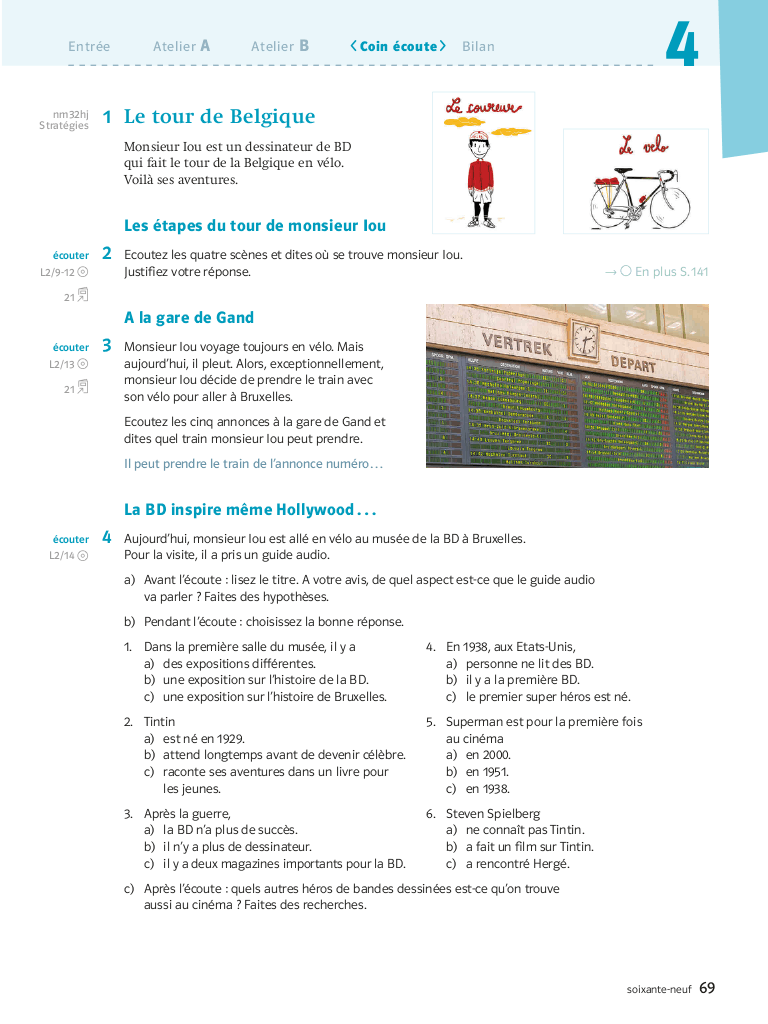 Entrée Atelier A Atelier B ‹ Coin écoute › Bilan
4
nm32hj
Stratégies
1 Le tour de Belgique
Monsieur Iou est un dessinateur de BD
qui fait le tour de la Belgique en vélo.
Voilà ses aventures.
Le coureur
Le velo
Les étapes du tour de monsieur Iou
écouter 2 Ecoutez les quatre scènes et dites où se trouve monsieur Iou.
L2/9-12 Justifiez votre réponse. → En plus S. 141
21
A la gare de Gand
écouter 3 Monsieur Iou voyage toujours en vélo. Mais
L2/13 aujourd'hui, il pleut. Alors, exceptionnellement,
21 monsieur Iou décide de prendre le train avec
son vélo pour aller à Bruxelles.
Ecoutez les cinq annonces à la gare de Gand et
dites quel train monsieur Iou peut prendre.
Il peut prendre le train de l'annonce numéro...
VERTREK
DEPART
La BD inspire même Hollywood...
écouter 4 Aujourd'hui, monsieur Iou est allé en vélo au musée de la BD à Bruxelles.
L2/14 Pour la visite, il a pris un guide audio.
a) Avant l'écoute : lisez le titre. A votre avis, de quel aspect est-ce que le guide audio
va parler ? Faites des hypothèses.
b) Pendant l'écoute : choisissez la bonne réponse.
1. Dans la première salle du musée, il y a
a) des expositions différentes.
b) une exposition sur l'histoire de la BD.
c) une exposition sur l'histoire de Bruxelles.
2. Tintin
a) est né en 1929.
b) attend longtemps avant de devenir célèbre.
c) raconte ses aventures dans un livre pour
les jeunes.
3. Après la guerre,
a) la BD n'a plus de succès.
b) il n'y a plus de dessinateur.
c) il y a deux magazines importants pour la BD.
4. En 1938, aux Etats-Unis,
a) personne ne lit des BD.
b) il y a la première BD.
c) le premier super héros est né.
5. Superman est pour la première fois
au cinéma
a) en 2000.
b) en 1951.
c) en 1938.
6. Steven Spielberg
a) ne connaît pas Tintin.
b) a fait un film sur Tintin.
c) a rencontré Hergé.
c) Après l'écoute : quels autres héros de bandes dessinées est-ce qu'on trouve
aussi au cinéma ? Faites des recherches.
soixante-neuf 69